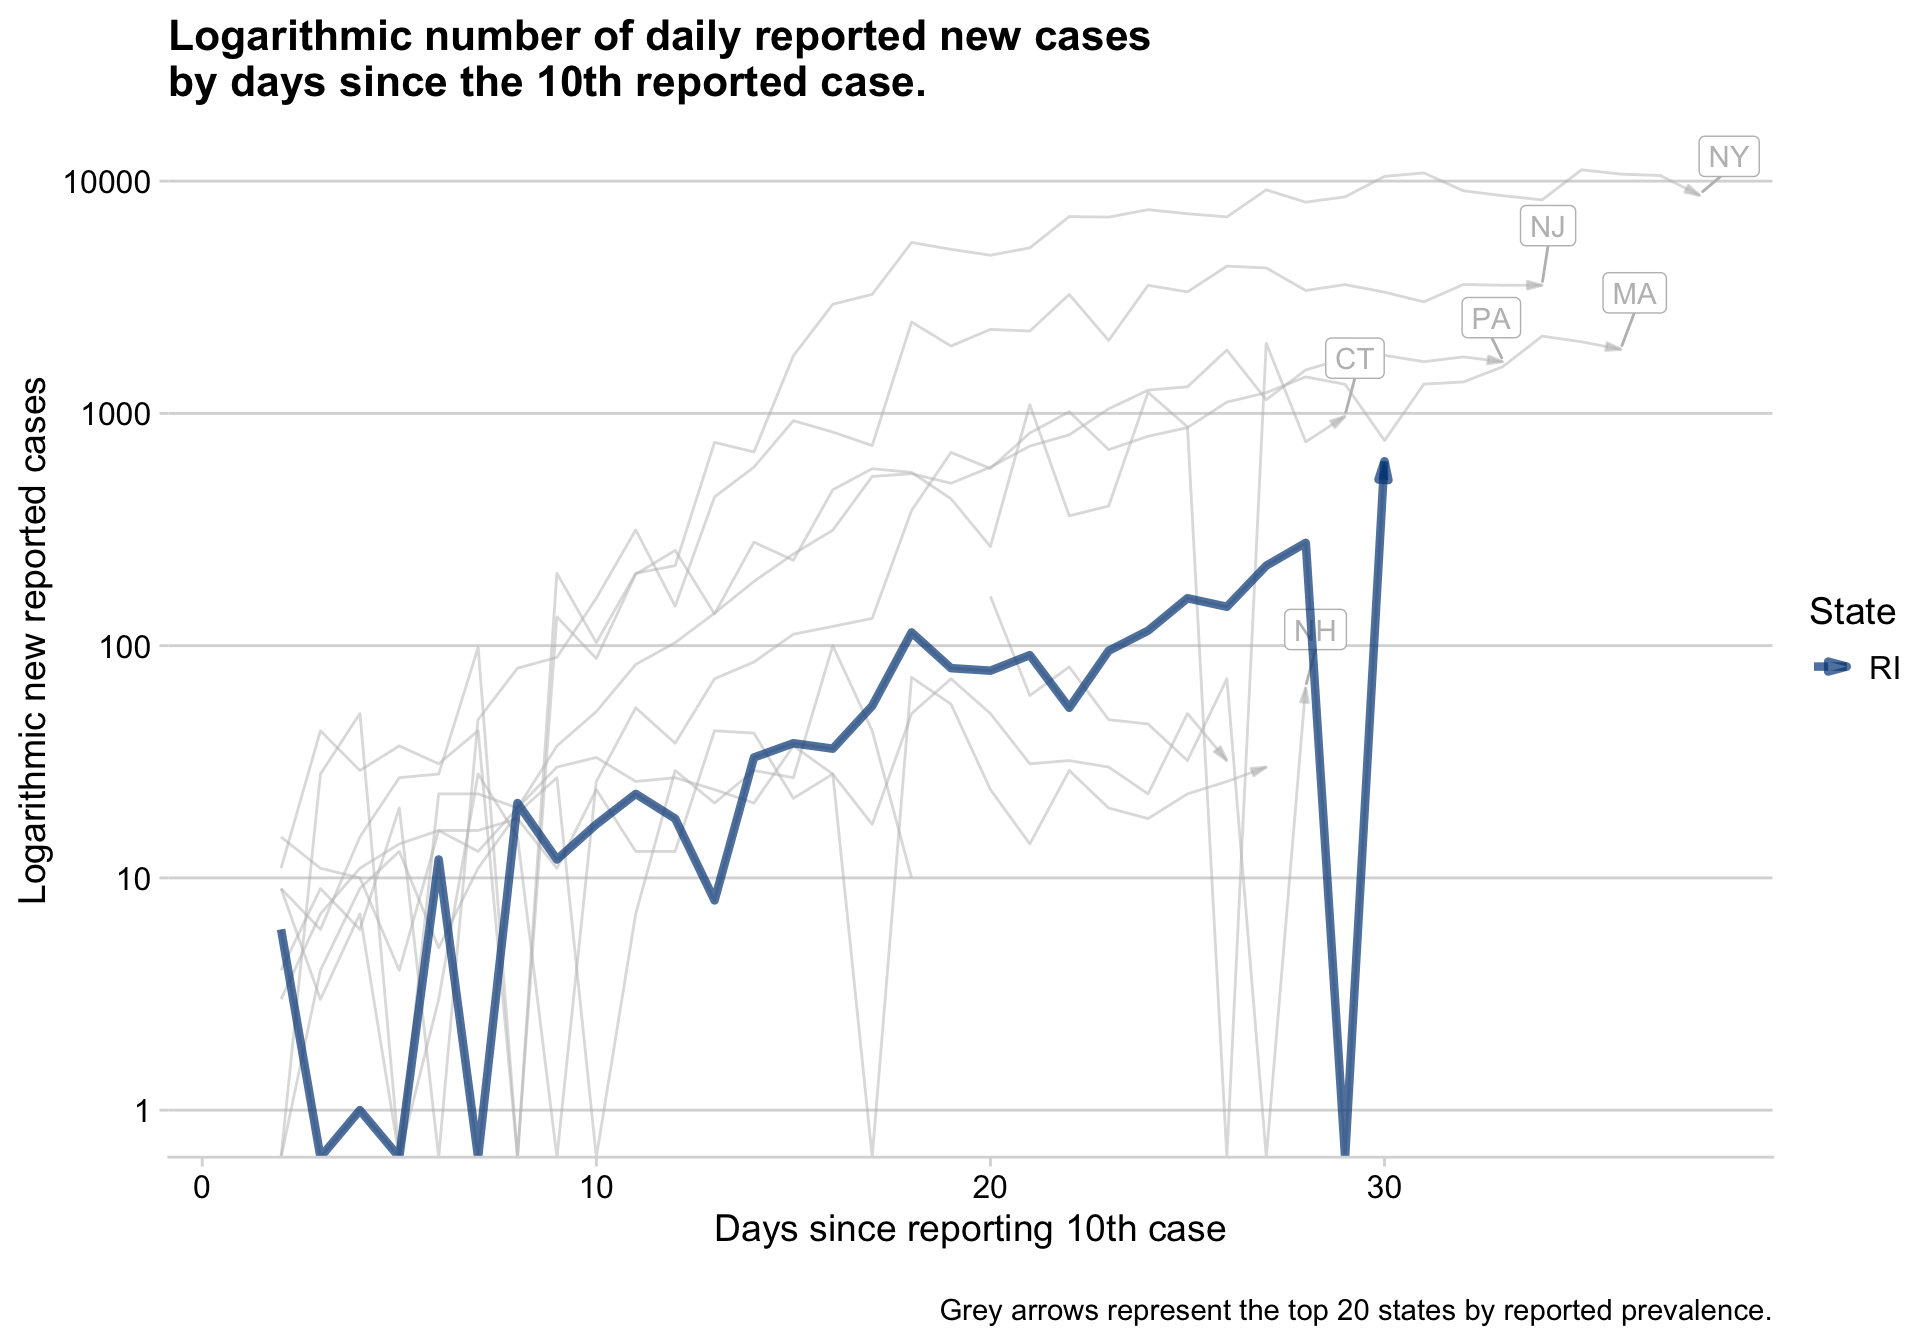 Logarithmic number of daily reported new cases
by days since the 10th reported case.
10000
1000
100
10
1
Logarithmic new reported cases
NY
NJ
MA
PA
CT
NH
State
RI
0
10
20
30
Days since reporting 10th case
Grey arrows represent the top 20 states by reported prevalence.